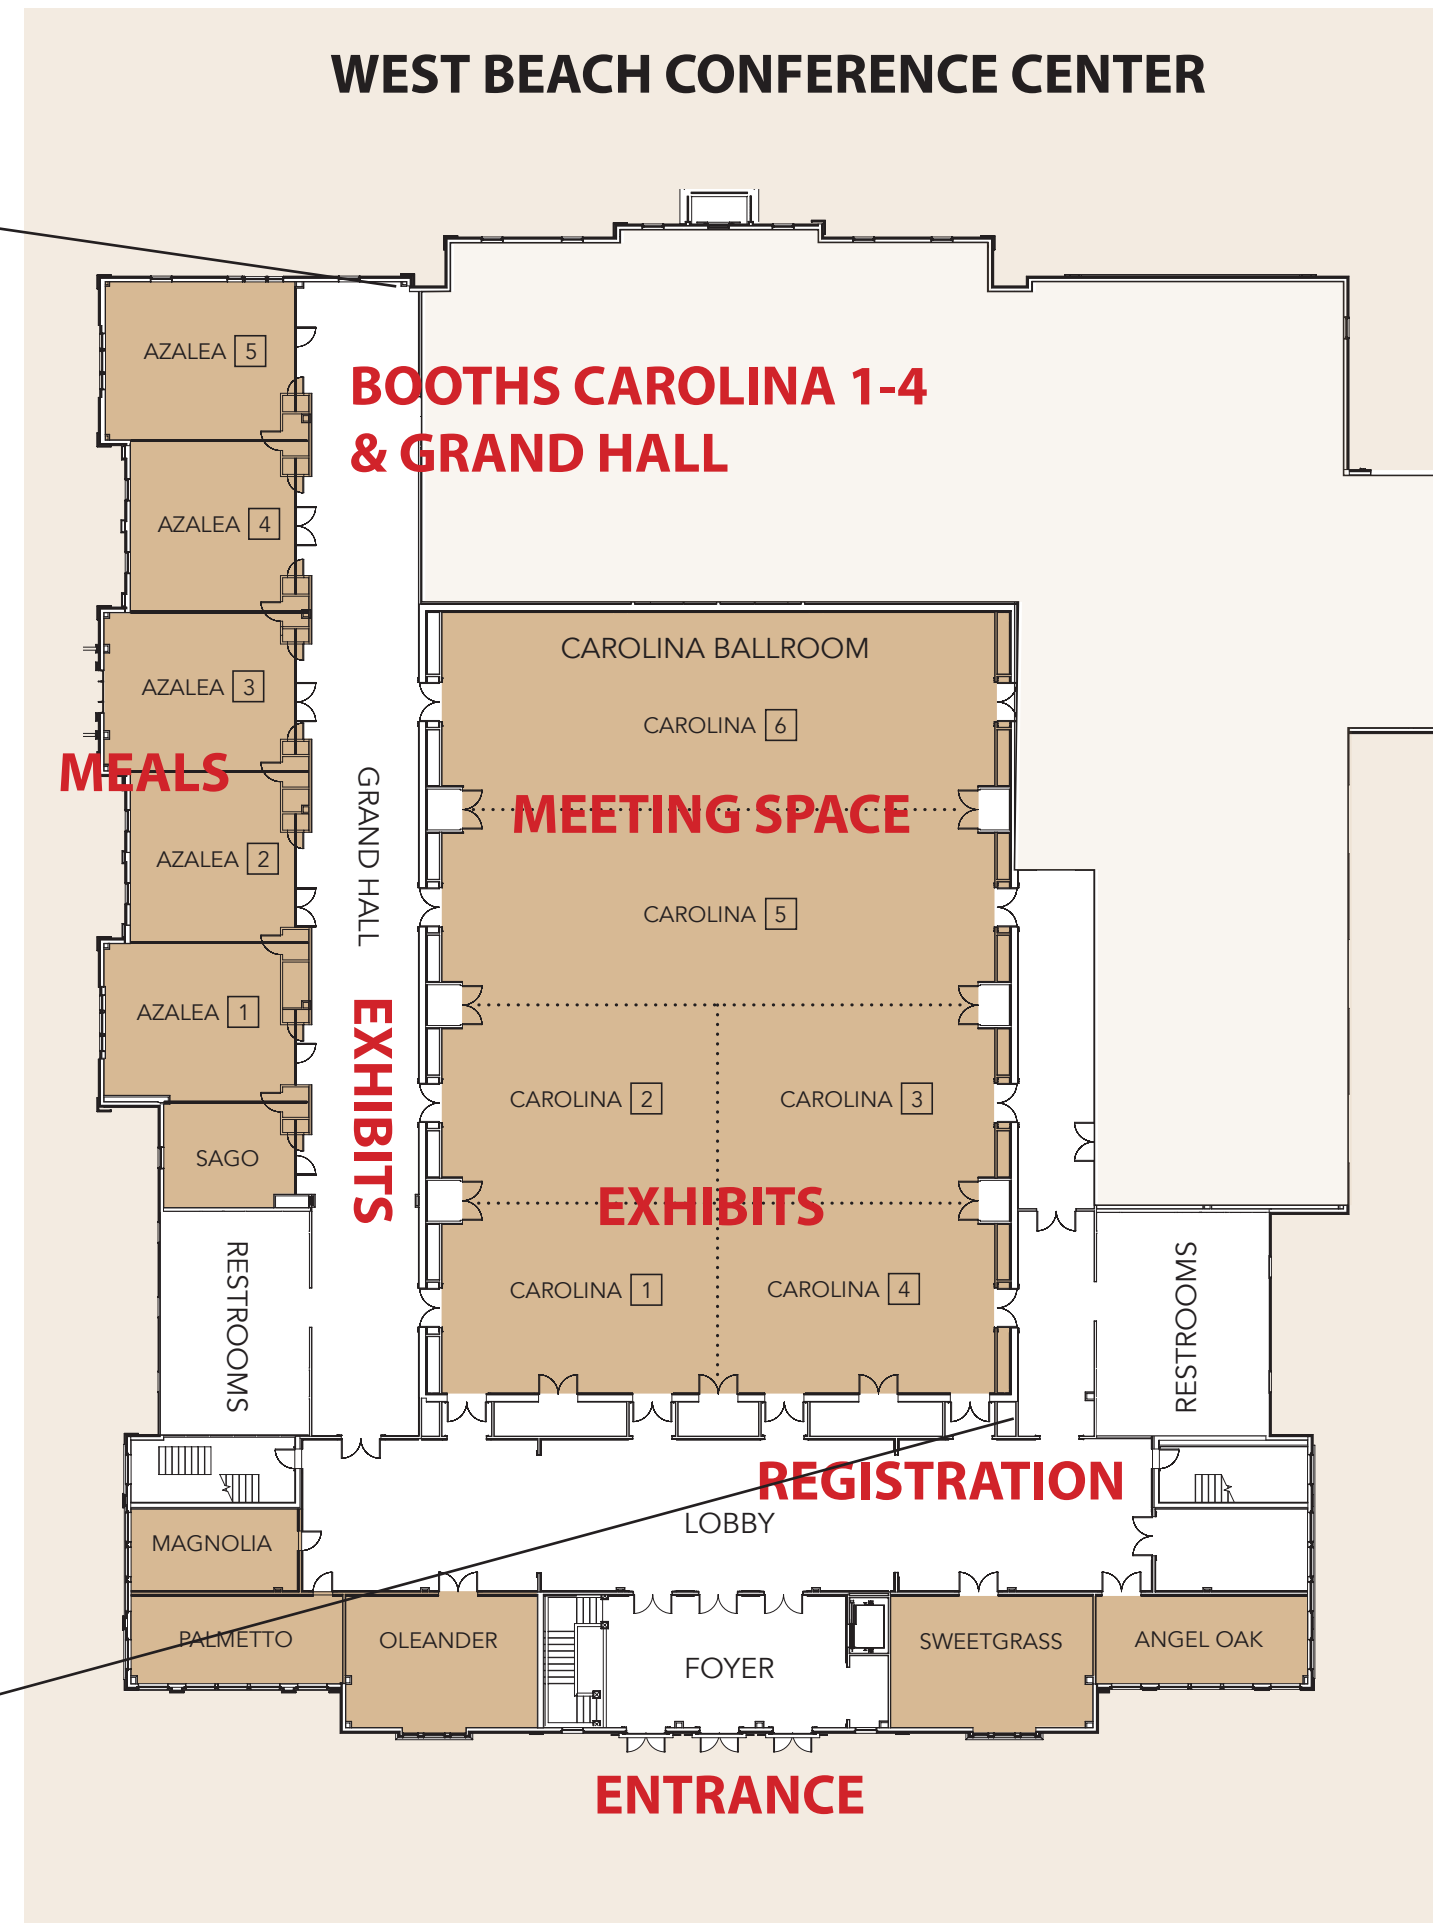 WEST BEACH CONFERENCE CENTER
AZALEA 5
BOOTHS CAROLINA 1-4
& GRAND HALL
AZALEA 4
CAROLINA BALLROOM
AZALEA 3
CAROLINA 6
MEALS
GRAND HALL
MEETING SPACE
AZALEA 2
CAROLINA 5
AZALEA 1
EXHIBITS
CAROLINA 2
CAROLINA 3
SAGO
EXHIBITS
RESTROOMS
CAROLINA 1
CAROLINA 4
RESTROOMS
REGISTRATION
LOBBY
MAGNOLIA
PALMETTO
OLEANDER
FOYER
SWEETGRASS
ANGEL OAK
ENTRANCE